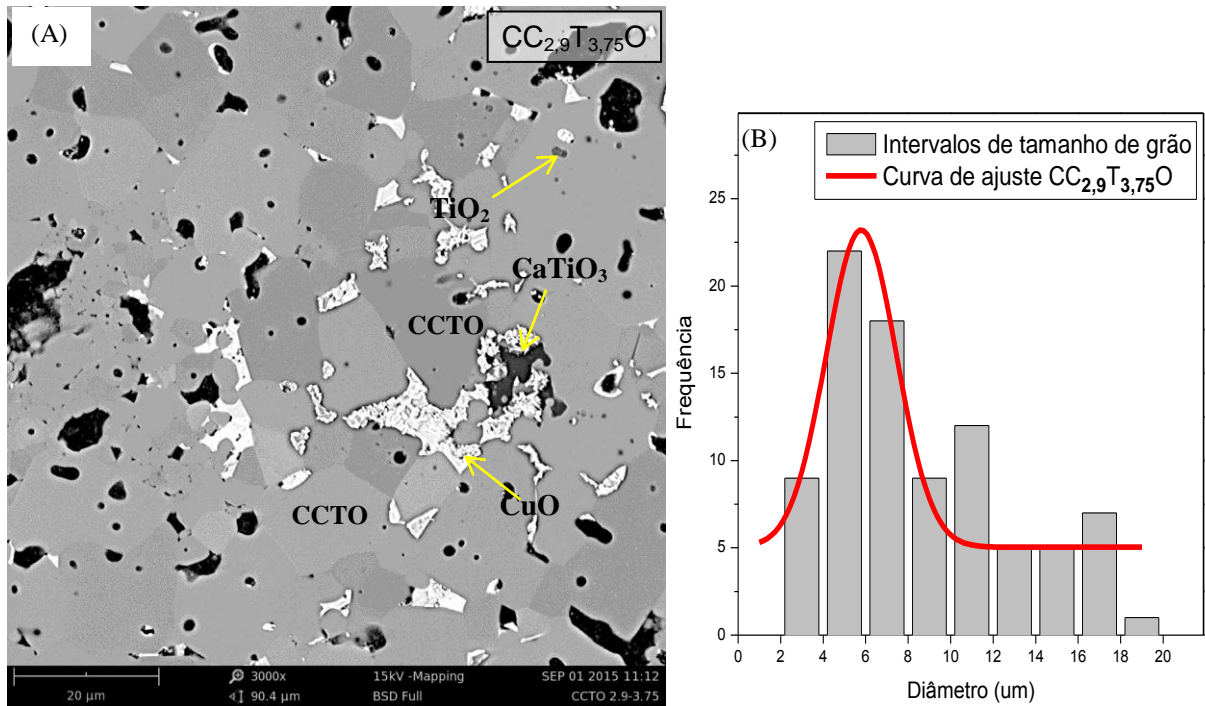 (A)
CC2,9T3,75O
TiO2
CaTiO3
CCTO
CuO
CCTO
20 µm
3000x
90.4 µm
15kV -Mapping
BSD Full
SEP 01 2015 11:12
CCTO 2.9-3.75
(B)
Intervalos de tamanho de grão
Curva de ajuste CC2,9T3,75O
Frequência
25
20
15
10
5
0
0 2 4 6 8 10 12 14 16 18 20
Diâmetro (um)